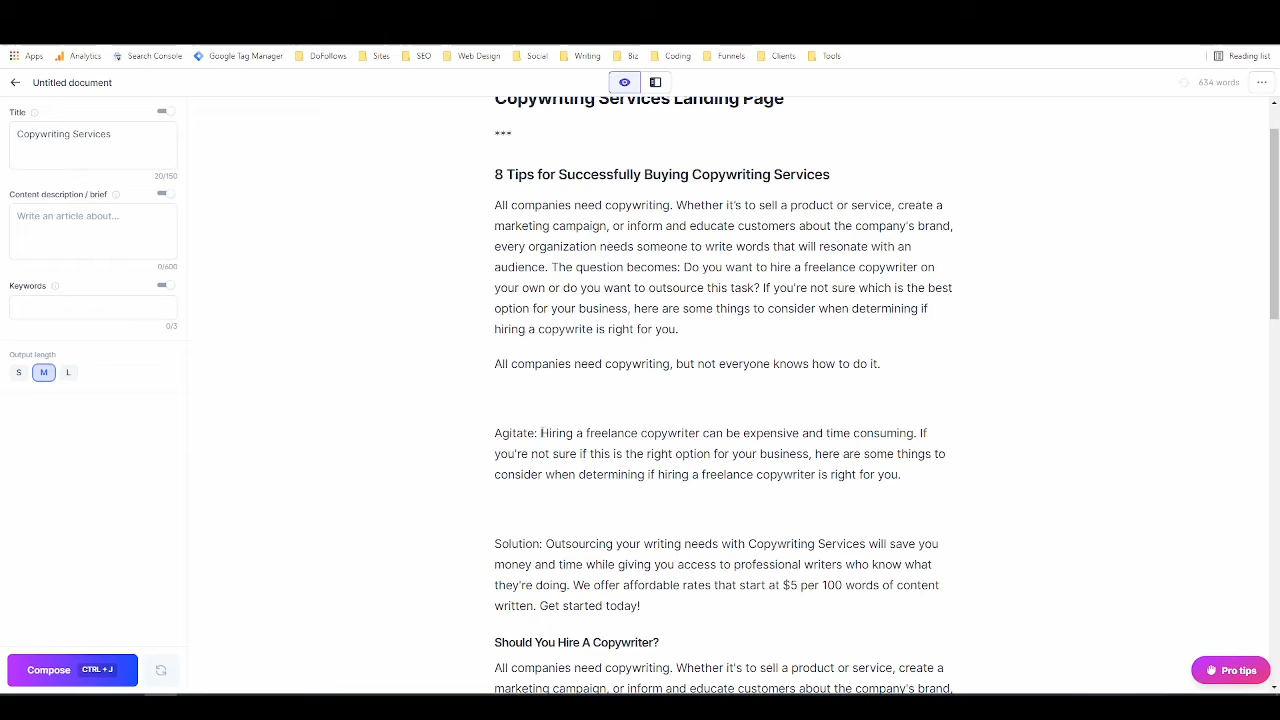 Apps Analytics Search Console Google Tag Manager DoFollows Sites SEO Web Design Social Writing Biz Coding Funnels Clients Tools Reading list
Untitled document
634 words
Title
Copywriting Services
20/150
Content description / brief
Write an article about...
0/600
Keywords
0/3
Output length
S M L
Compose CTRL + J
Copywriting Services Landing Page
***
8 Tips for Successfully Buying Copywriting Services
All companies need copywriting. Whether it's to sell a product or service, create a
marketing campaign, or inform and educate customers about the company's brand,
every organization needs someone to write words that will resonate with an
audience. The question becomes: Do you want to hire a freelance copywriter on
your own or do you want to outsource this task? If you're not sure which is the best
option for your business, here are some things to consider when determining if
hiring a copywrite is right for you.
All companies need copywriting, but not everyone knows how to do it.
Agitate: Hiring a freelance copywriter can be expensive and time consuming. If
you're not sure if this is the right option for your business, here are some things to
consider when determining if hiring a freelance copywriter is right for you.
Solution: Outsourcing your writing needs with Copywriting Services will save you
money and time while giving you access to professional writers who know what
they're doing. We offer affordable rates that start at $5 per 100 words of content
written. Get started today!
Should You Hire A Copywriter?
All companies need copywriting. Whether it's to sell a product or service, create a
marketing campaign, or inform and educate customers about the company's brand,
Pro tips